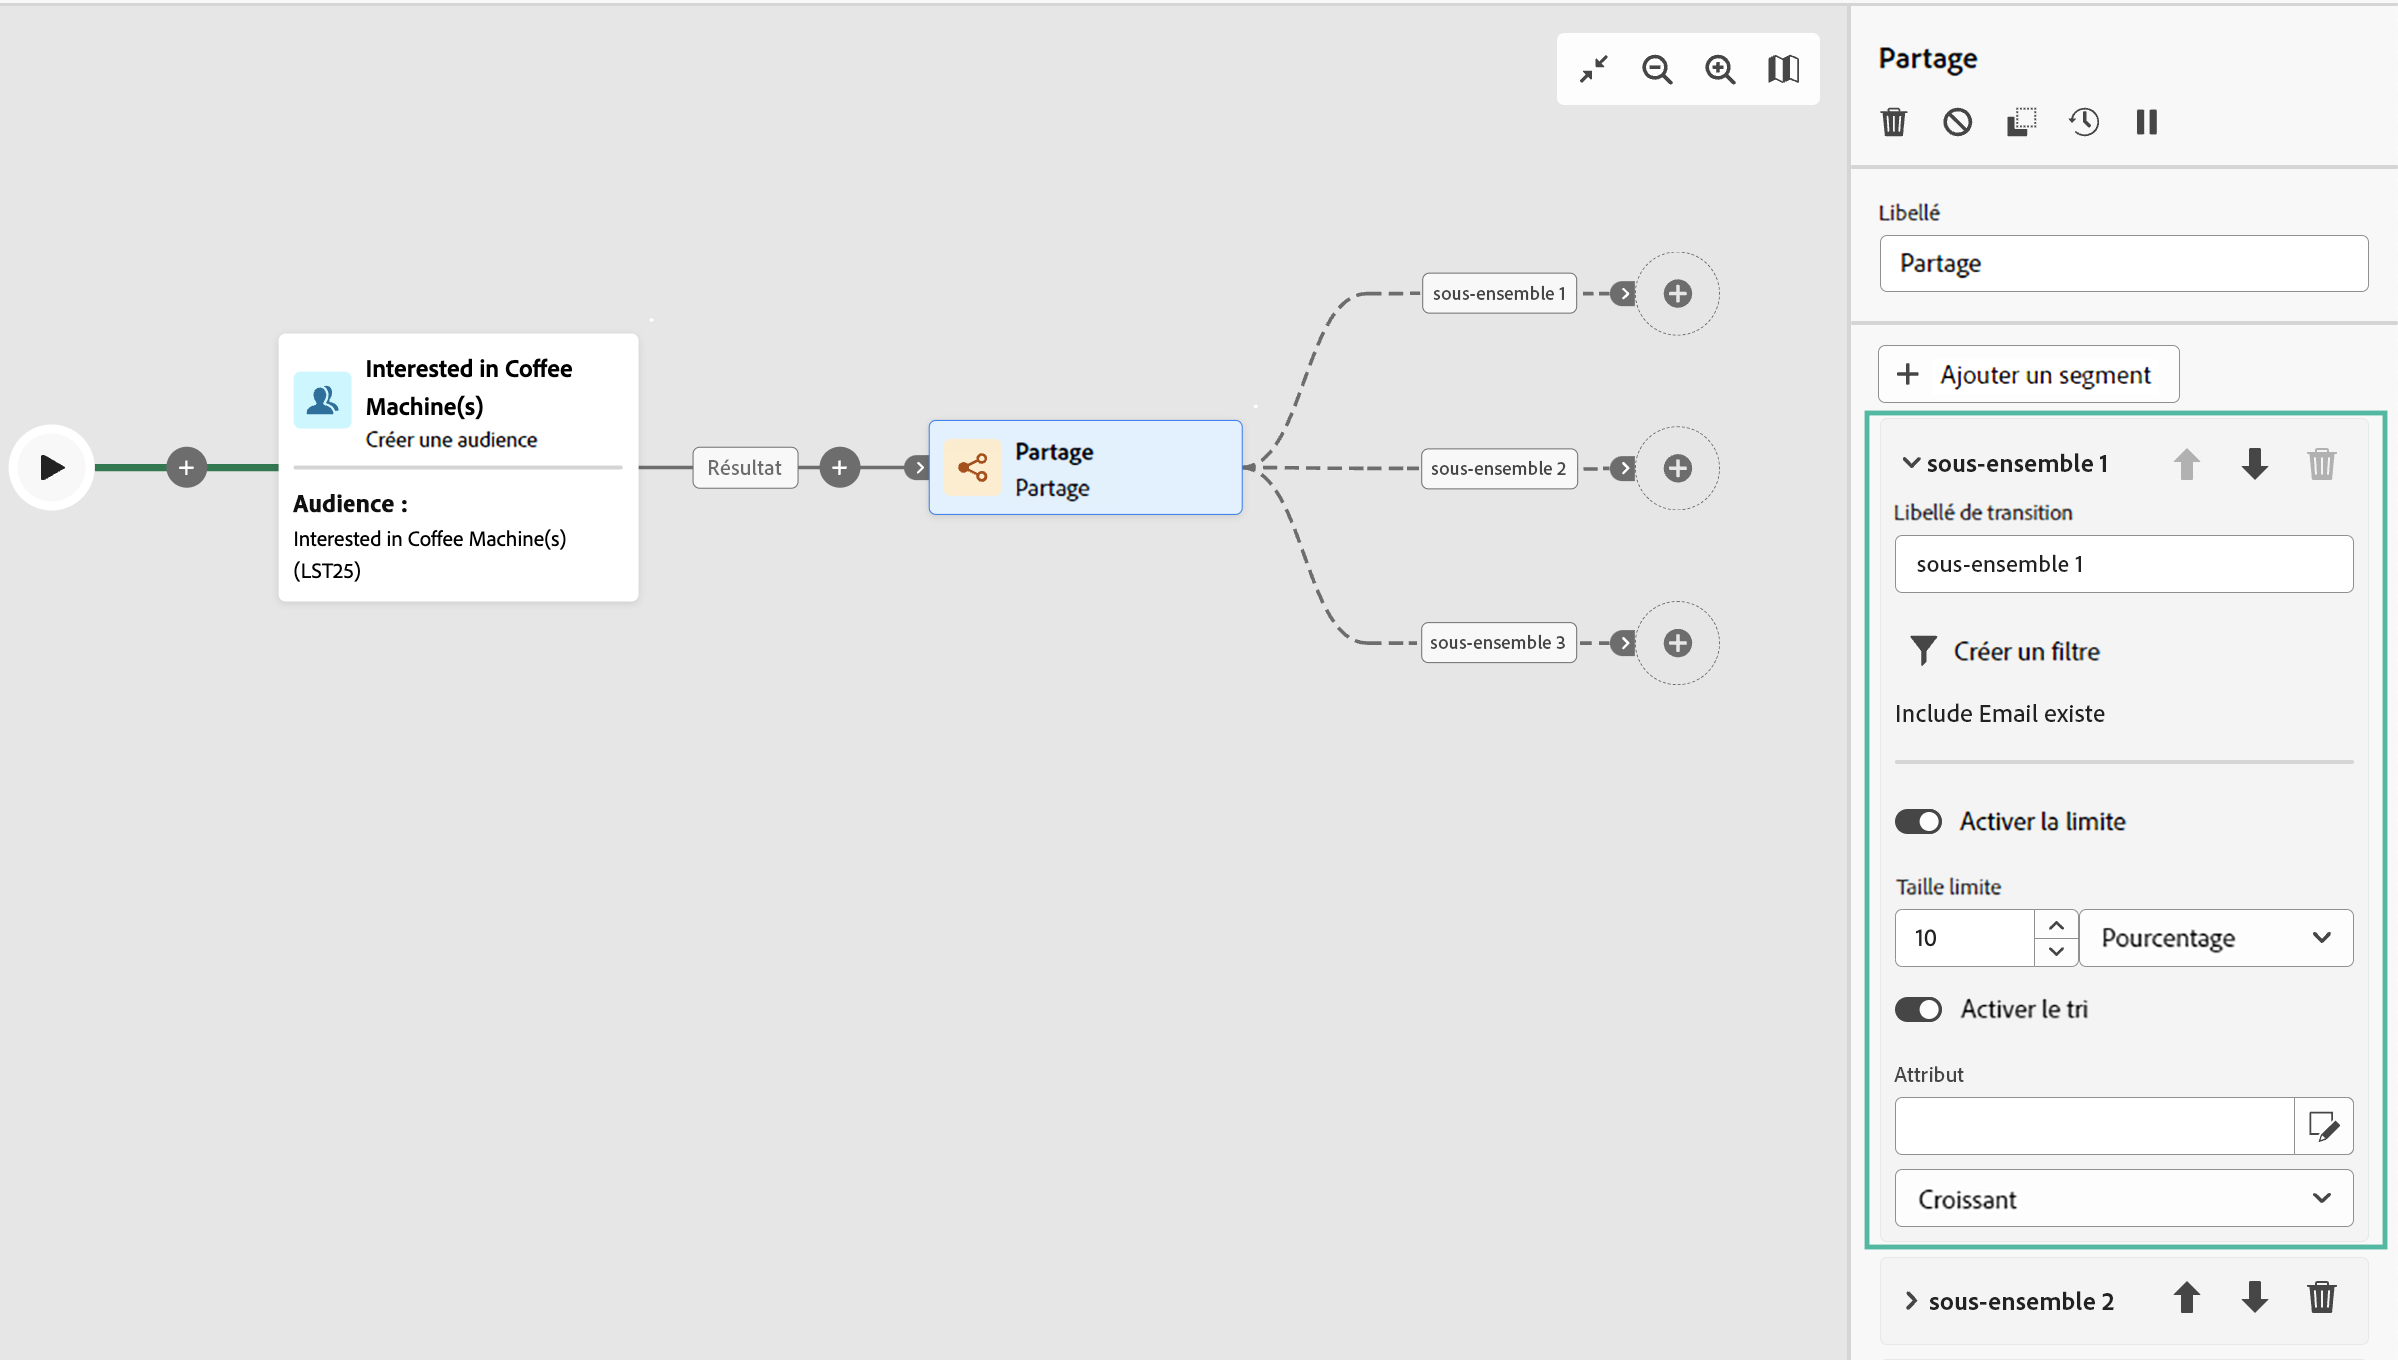 Interested in Coffee
Machine(s)
Créer une audience
Audience :
Interested in Coffee Machine(s)
(LST25)
Résultat
Partage
Partage
sous-ensemble 1
sous-ensemble 2
sous-ensemble 3
Partage
Libellé
Partage
Ajouter un segment
sous-ensemble 1
Libellé de transition
sous-ensemble 1
Créer un filtre
Include Email existe
Activer la limite
Taille limite
10 Pourcentage
Activer le tri
Attribut
Croissant
sous-ensemble 2